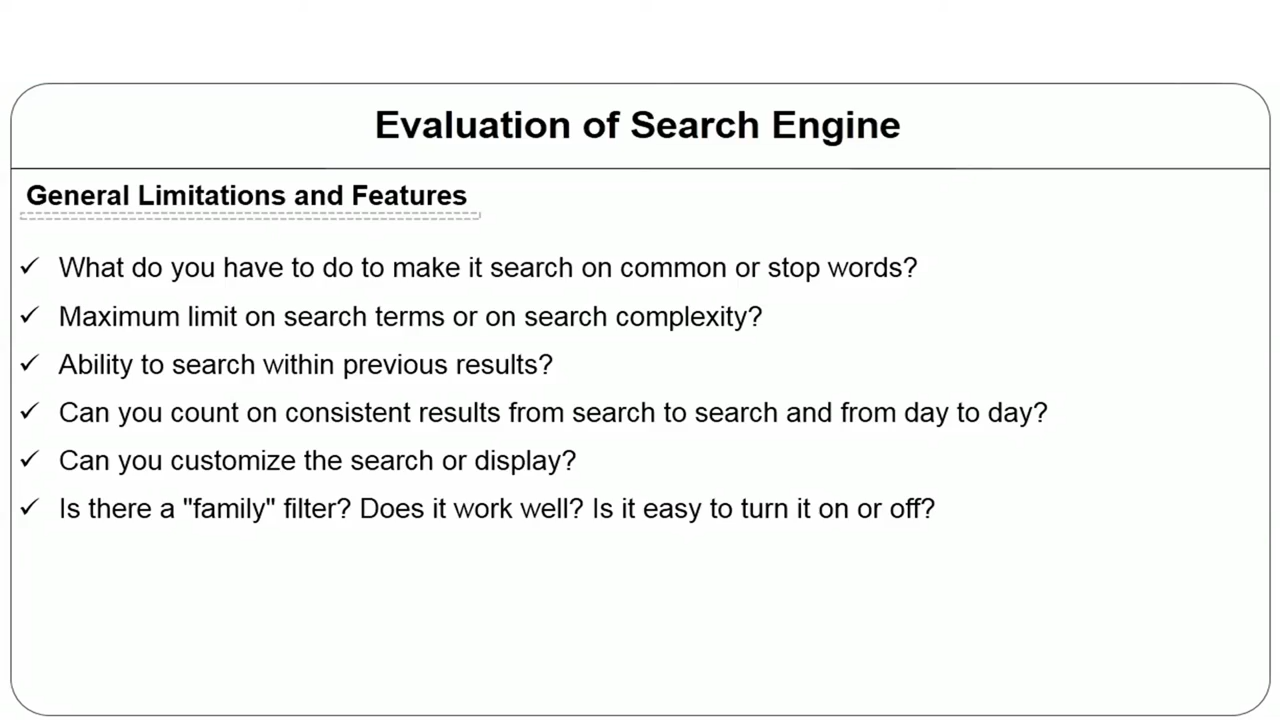 Evaluation of Search Engine
General Limitations and Features
✓ What do you have to do to make it search on common or stop words?
✓ Maximum limit on search terms or on search complexity?
✓ Ability to search within previous results?
✓ Can you count on consistent results from search to search and from day to day?
✓ Can you customize the search or display?
✓ Is there a "family" filter? Does it work well? Is it easy to turn it on or off?